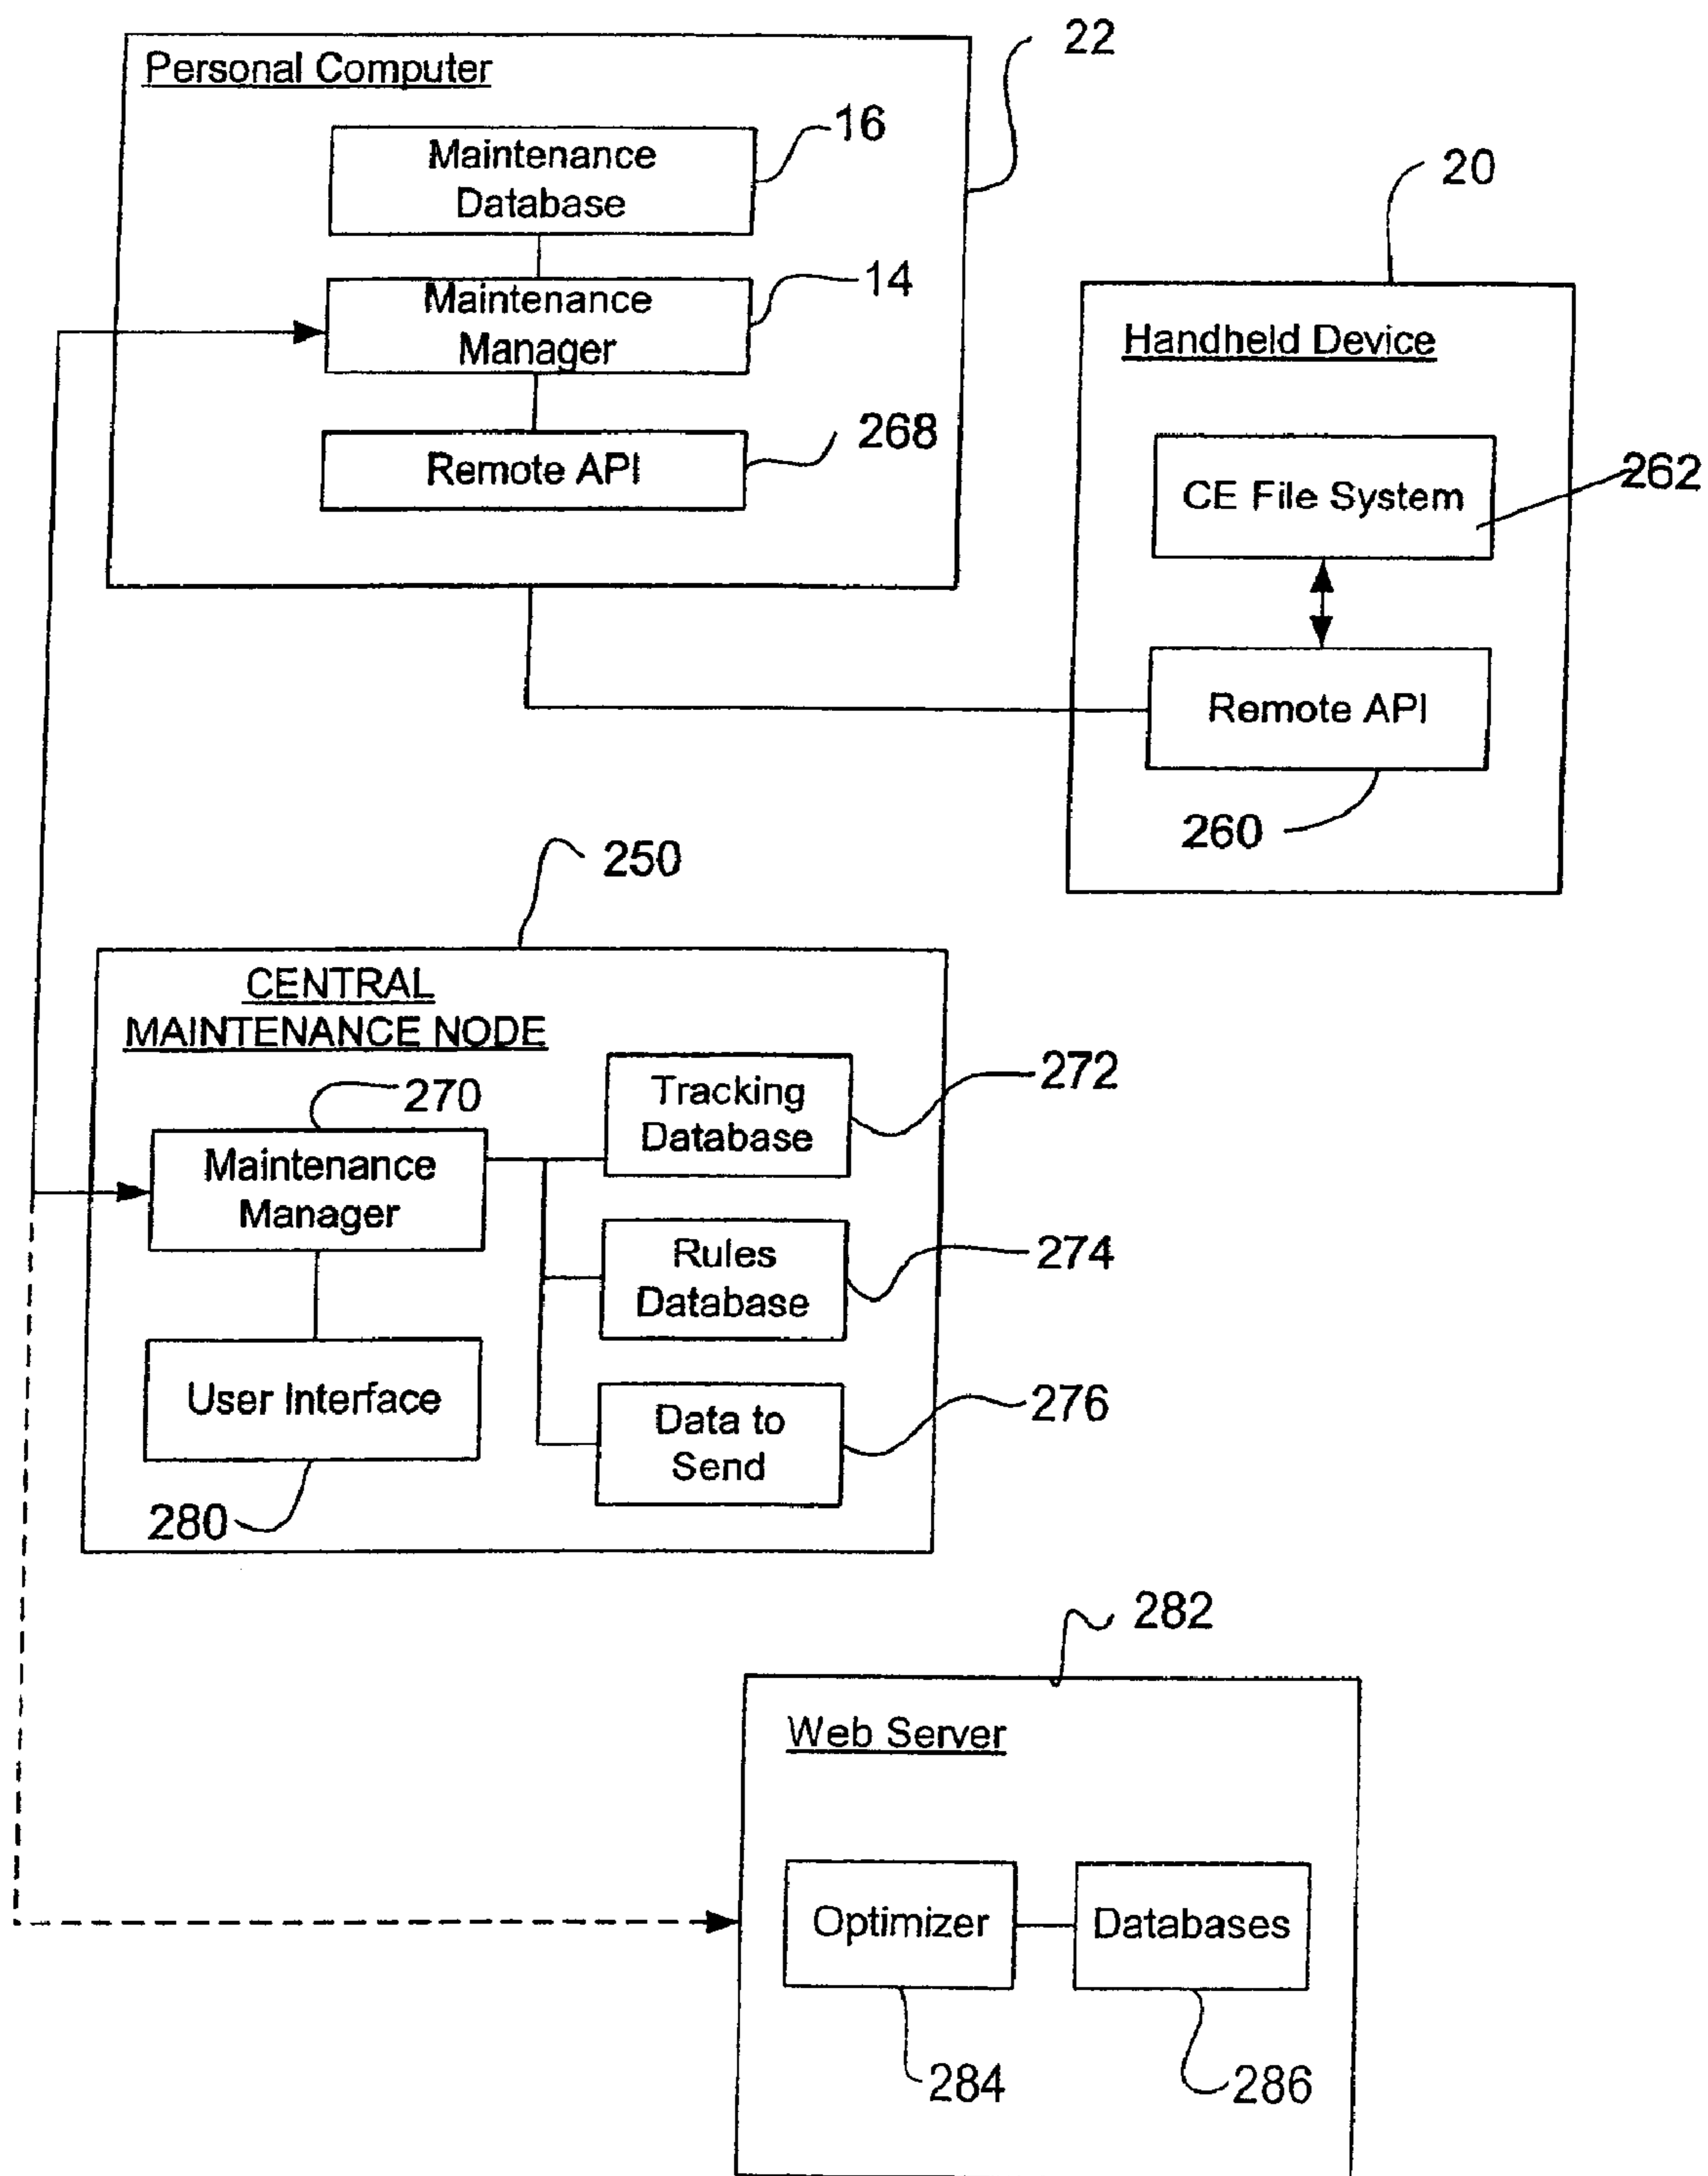 22
Personal Computer
16
Maintenance
Database
14
Maintenance
Manager
268
Remote API
20
Handheld Device
262
CE File System
Remote API
260
250
CENTRAL
MAINTENANCE NODE
270
Maintenance
Manager
272
Tracking
Database
274
Rules
Database
User Interface
276
Data to
Send
280
282
Web Server
Optimizer
Databases
284
286